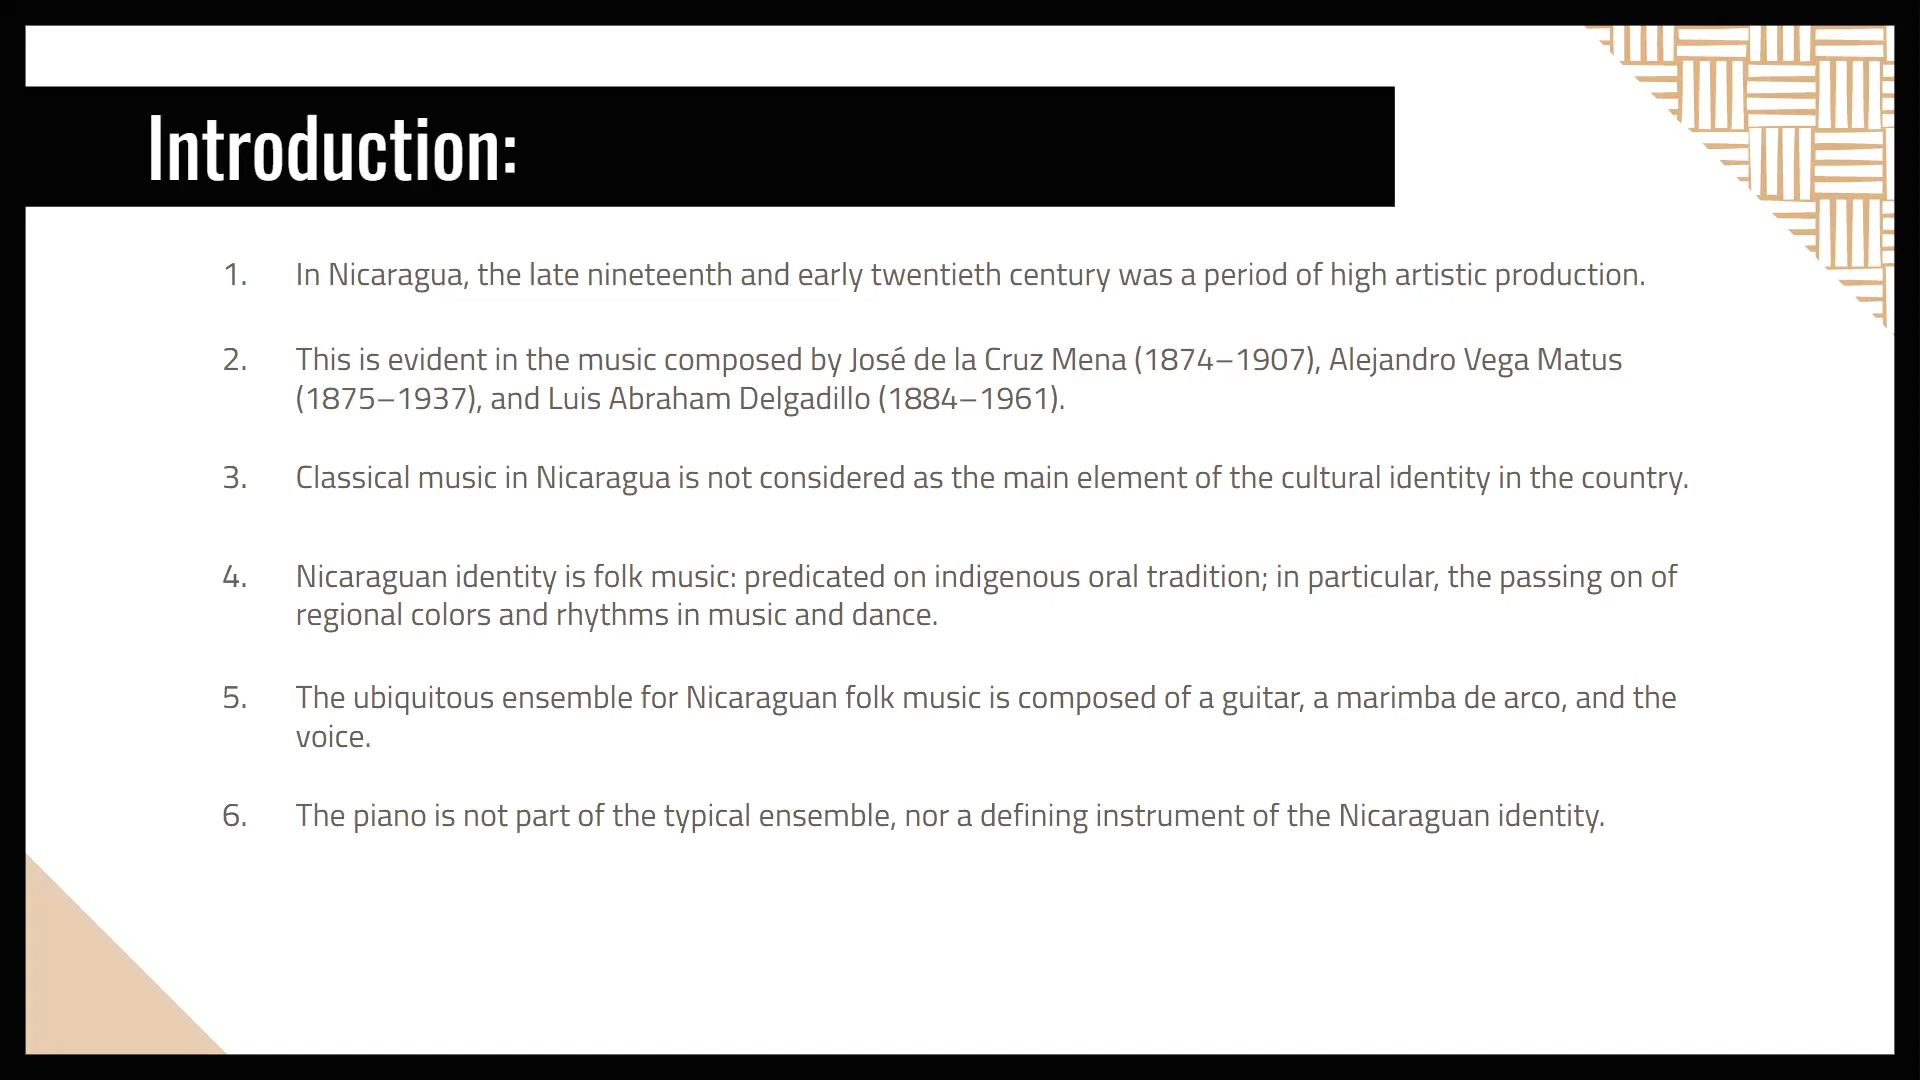 Introduction:
1. In Nicaragua, the late nineteenth and early twentieth century was a period of high artistic production.
2. This is evident in the music composed by José de la Cruz Mena (1874–1907), Alejandro Vega Matus
(1875–1937), and Luis Abraham Delgadillo (1884–1961).
3. Classical music in Nicaragua is not considered as the main element of the cultural identity in the country.
4. Nicaraguan identity is folk music: predicated on indigenous oral tradition; in particular, the passing on of
regional colors and rhythms in music and dance.
5. The ubiquitous ensemble for Nicaraguan folk music is composed of a guitar, a marimba de arco, and the
voice.
6. The piano is not part of the typical ensemble, nor a defining instrument of the Nicaraguan identity.